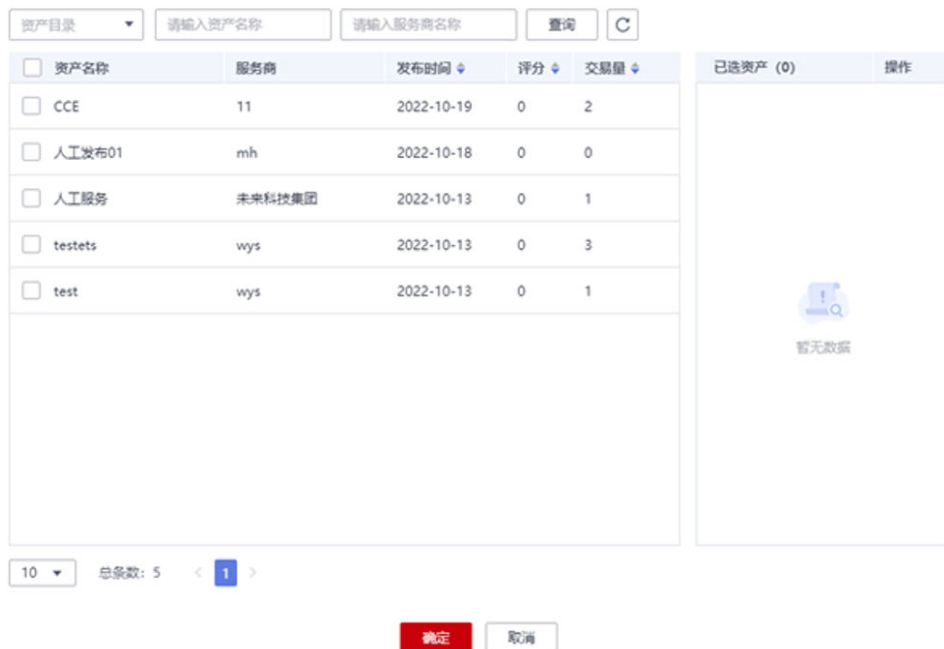 资产目录 请输入资产名称 请输入服务商名称 查询
资产名称 服务商 发布时间 评分 交易量 已选资产 (0) 操作
CCE 11 2022-10-19 0 2
人工发布01 mh 2022-10-18 0 0
人工服务 未来科技集团 2022-10-13 0 1
testets wys 2022-10-13 0 3
test wys 2022-10-13 0 1
暂无数据
10 总条数: 5 < 1 >
确定 取消